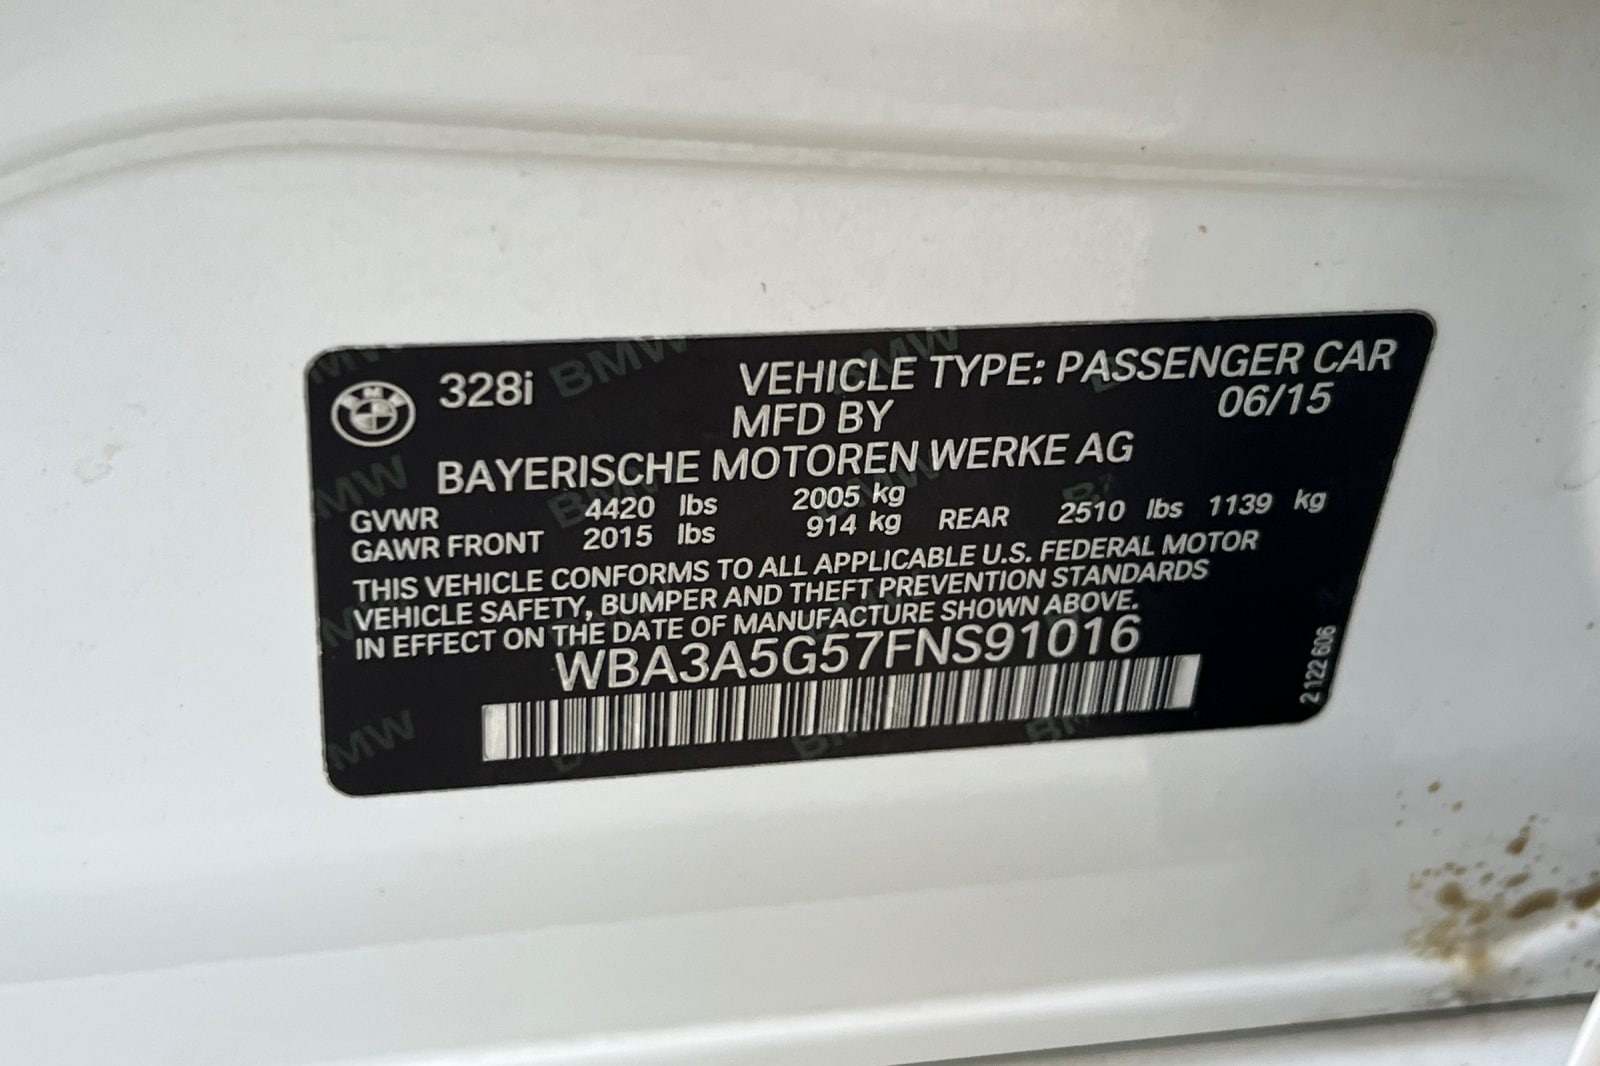 328i VEHICLE TYPE: PASSENGER CAR
MFD BY 06/15
BAYERISCHE MOTOREN WERKE AG
GVWR 4420 lbs 2005 kg
GAWR FRONT 2015 lbs 914 kg REAR 2510 lbs 1139 kg
THIS VEHICLE CONFORMS TO ALL APPLICABLE U.S. FEDERAL MOTOR
VEHICLE SAFETY, BUMPER AND THEFT PREVENTION STANDARDS
IN EFFECT ON THE DATE OF MANUFACTURE SHOWN ABOVE.
WBA3A5G57FNS91016
2 122 606
BMW